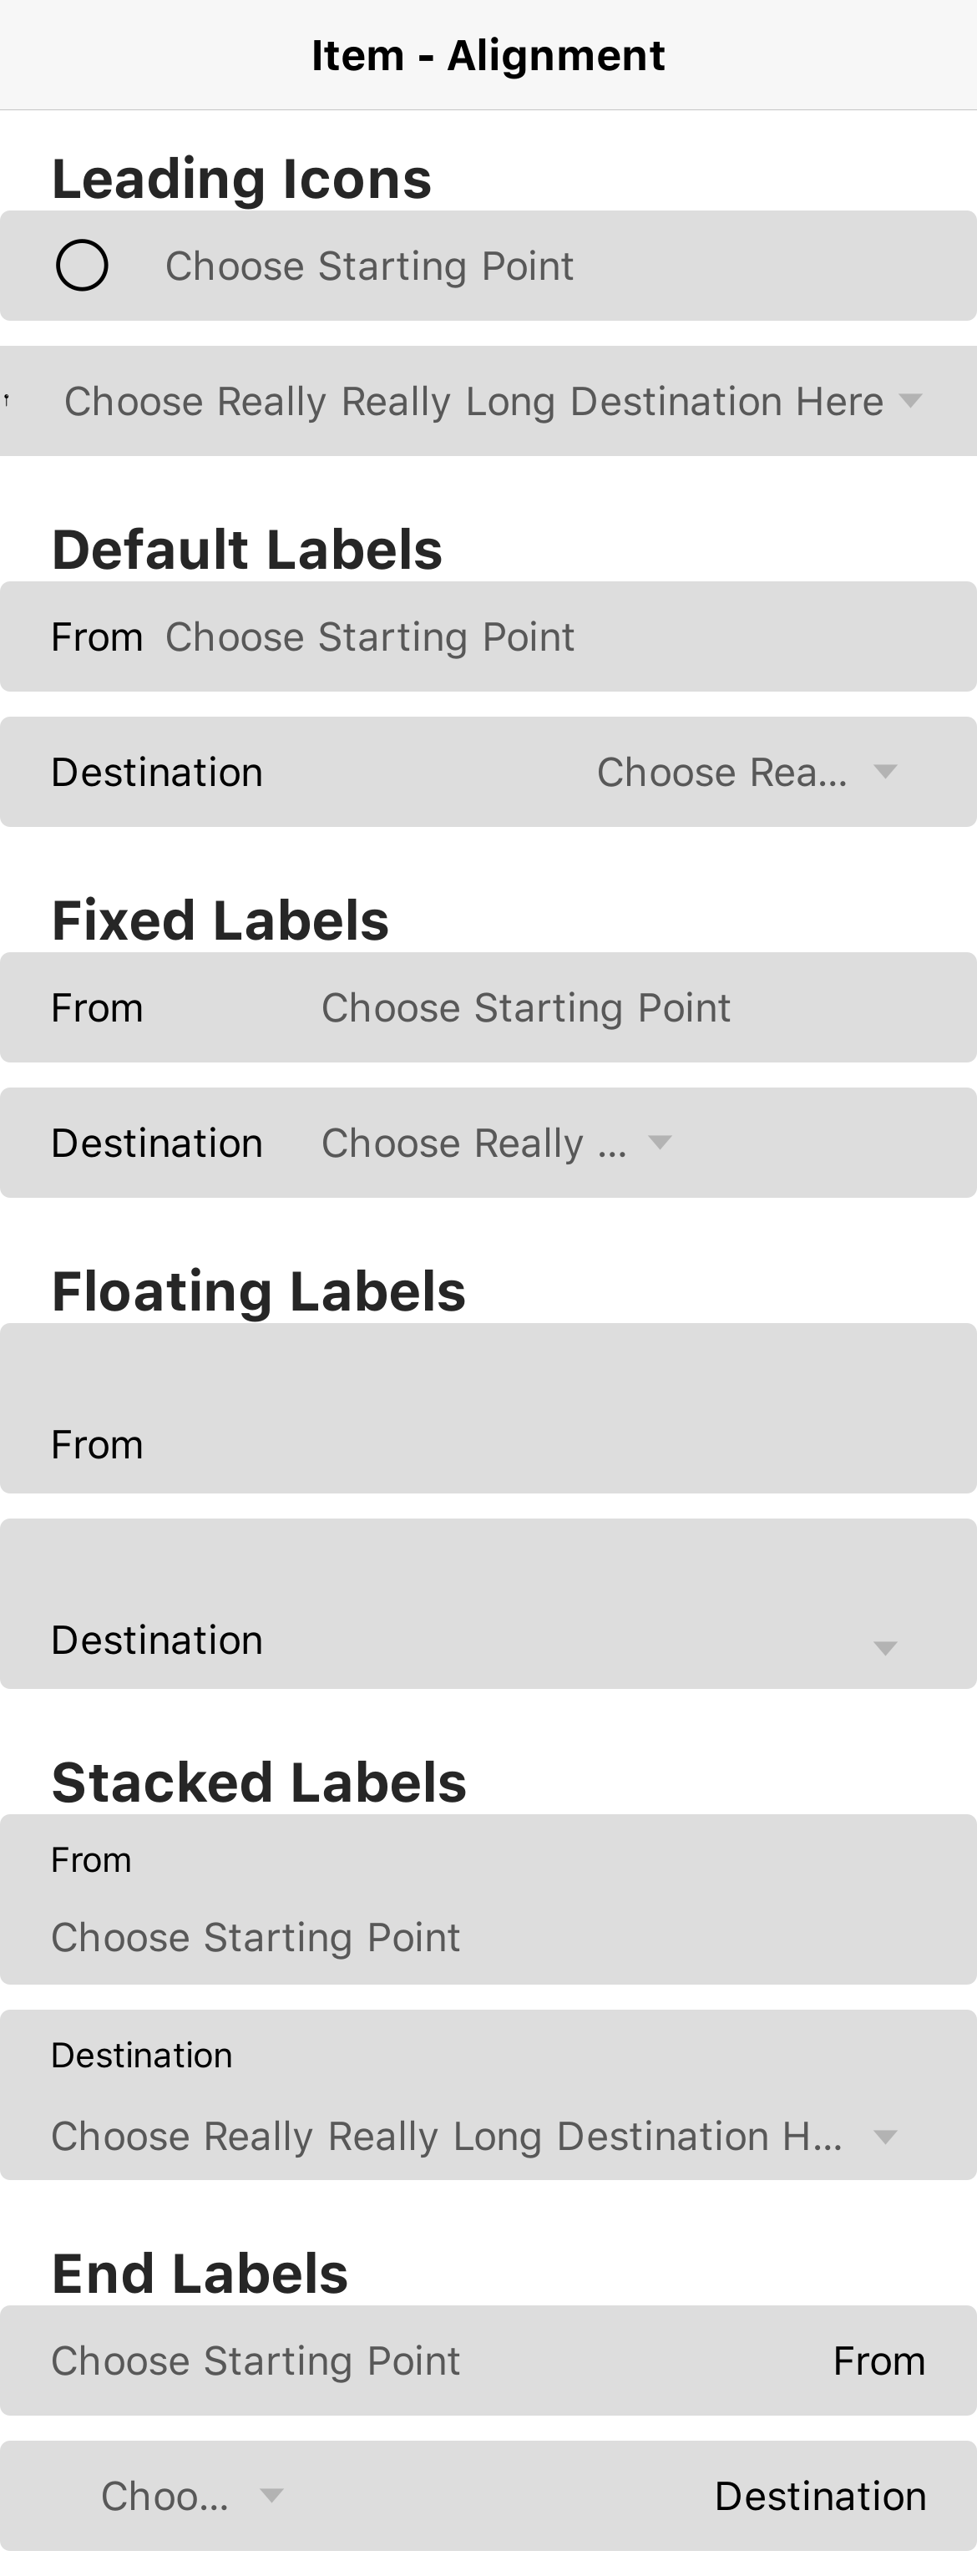 Item - Alignment
Leading Icons
Choose Starting Point
Choose Really Really Long Destination Here
Default Labels
From Choose Starting Point
Destination Choose Rea...
Fixed Labels
From Choose Starting Point
Destination Choose Really ...
Floating Labels
From
Destination
Stacked Labels
From
Choose Starting Point
Destination
Choose Really Really Long Destination H...
End Labels
Choose Starting Point From
Choo... Destination